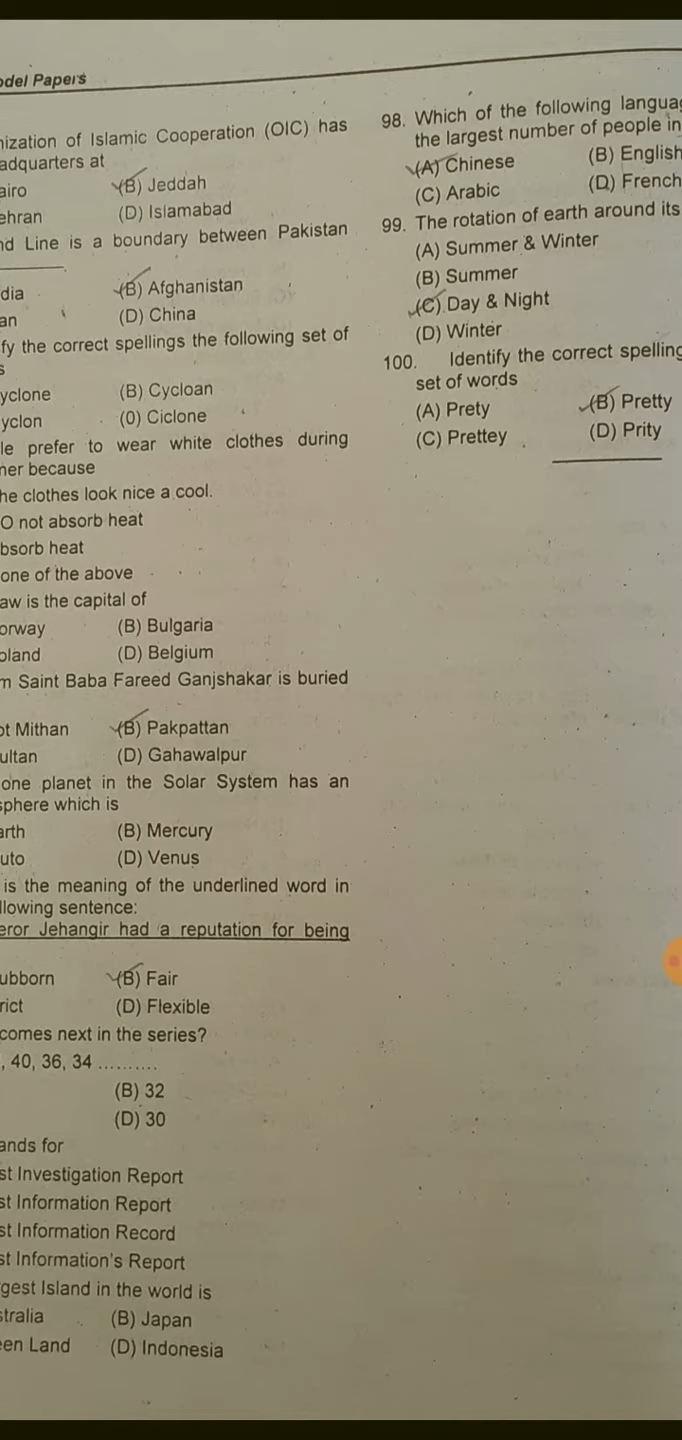 odel Papers
nization of Islamic Cooperation (OIC) has
adquarters at
airo (B) Jeddah
ehran (D) Islamabad
nd Line is a boundary between Pakistan
dia (B) Afghanistan
an (D) China
fy the correct spellings the following set of
s
yclone (B) Cycloan
yclon (0) Ciclone
le prefer to wear white clothes during
ner because
he clothes look nice a cool.
O not absorb heat
bsorb heat
one of the above
aw is the capital of
orway (B) Bulgaria
oland (D) Belgium
m Saint Baba Fareed Ganjshakar is buried
ot Mithan (B) Pakpattan
ultan (D) Gahawalpur
one planet in the Solar System has an
sphere which is
arth (B) Mercury
uto (D) Venus
is the meaning of the underlined word in
llowing sentence:
eror Jehangir had a reputation for being
ubborn (B) Fair
rict (D) Flexible
comes next in the series?
, 40, 36, 34 ..........
(B) 32
(D) 30
ands for
st Investigation Report
st Information Report
st Information Record
st Information's Report
gest Island in the world is
stralia (B) Japan
een Land (D) Indonesia
98. Which of the following languag
the largest number of people in
(A) Chinese (B) English
(C) Arabic (D) French
99. The rotation of earth around its
(A) Summer & Winter
(B) Summer
(C) Day & Night
(D) Winter
100. Identify the correct spelling
set of words
(A) Prety (B) Pretty
(C) Prettey (D) Prity